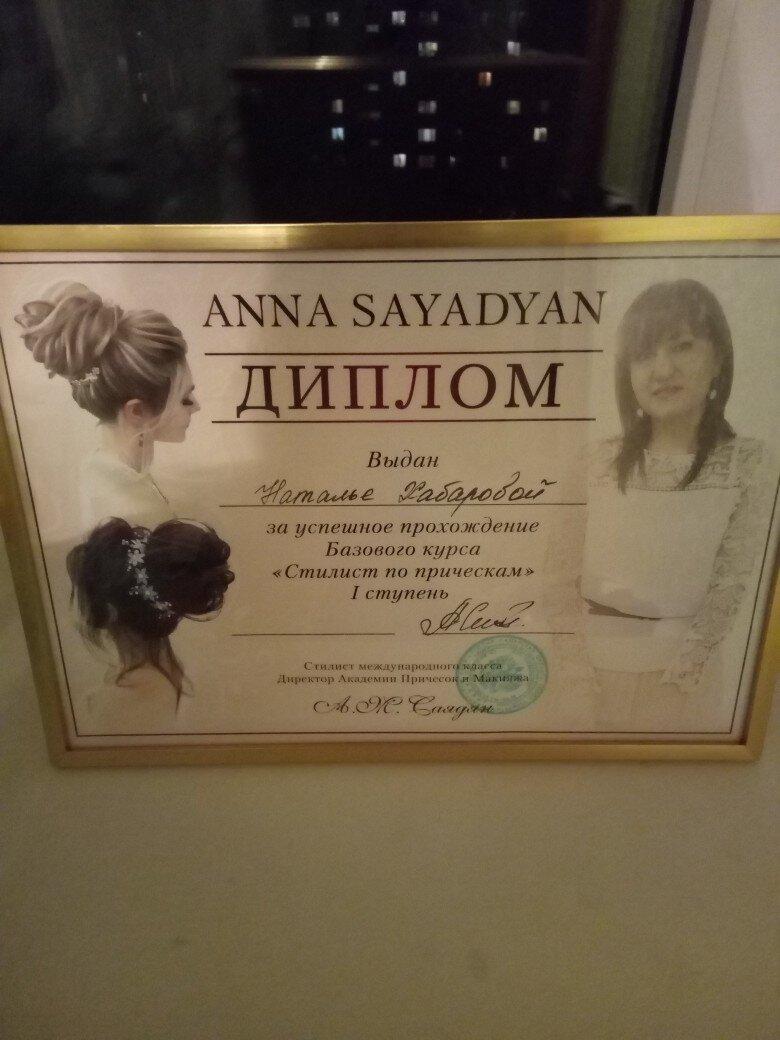 ANNA SAYADYAN
ДИПЛОМ
Выдан
Наталье Хабаровой
за успешное прохождение
Базового курса
«Стилист по прическам»
I ступень
Стилист международного класса
Директор Академии Причесок и Макияжа
А.Ж. Саядян